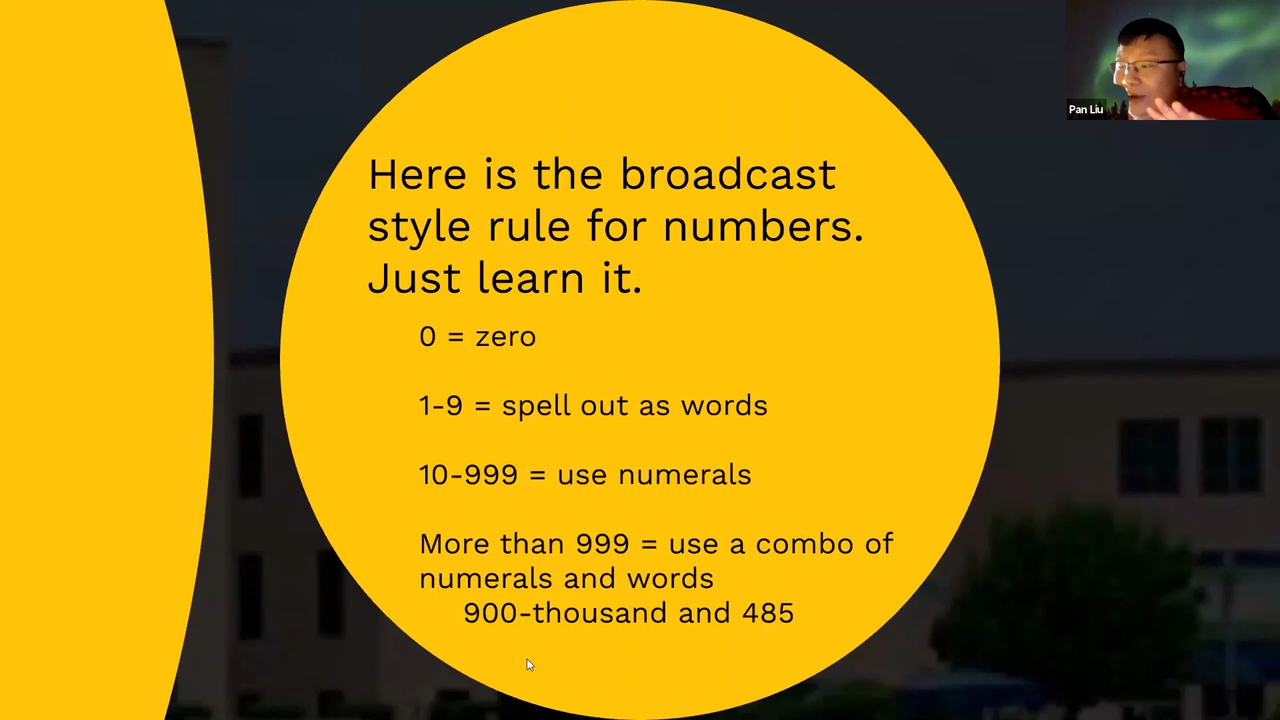 Here is the broadcast
style rule for numbers.
Just learn it.
0 = zero
1-9 = spell out as words
10-999 = use numerals
More than 999 = use a combo of
numerals and words
900-thousand and 485
Pan Liu